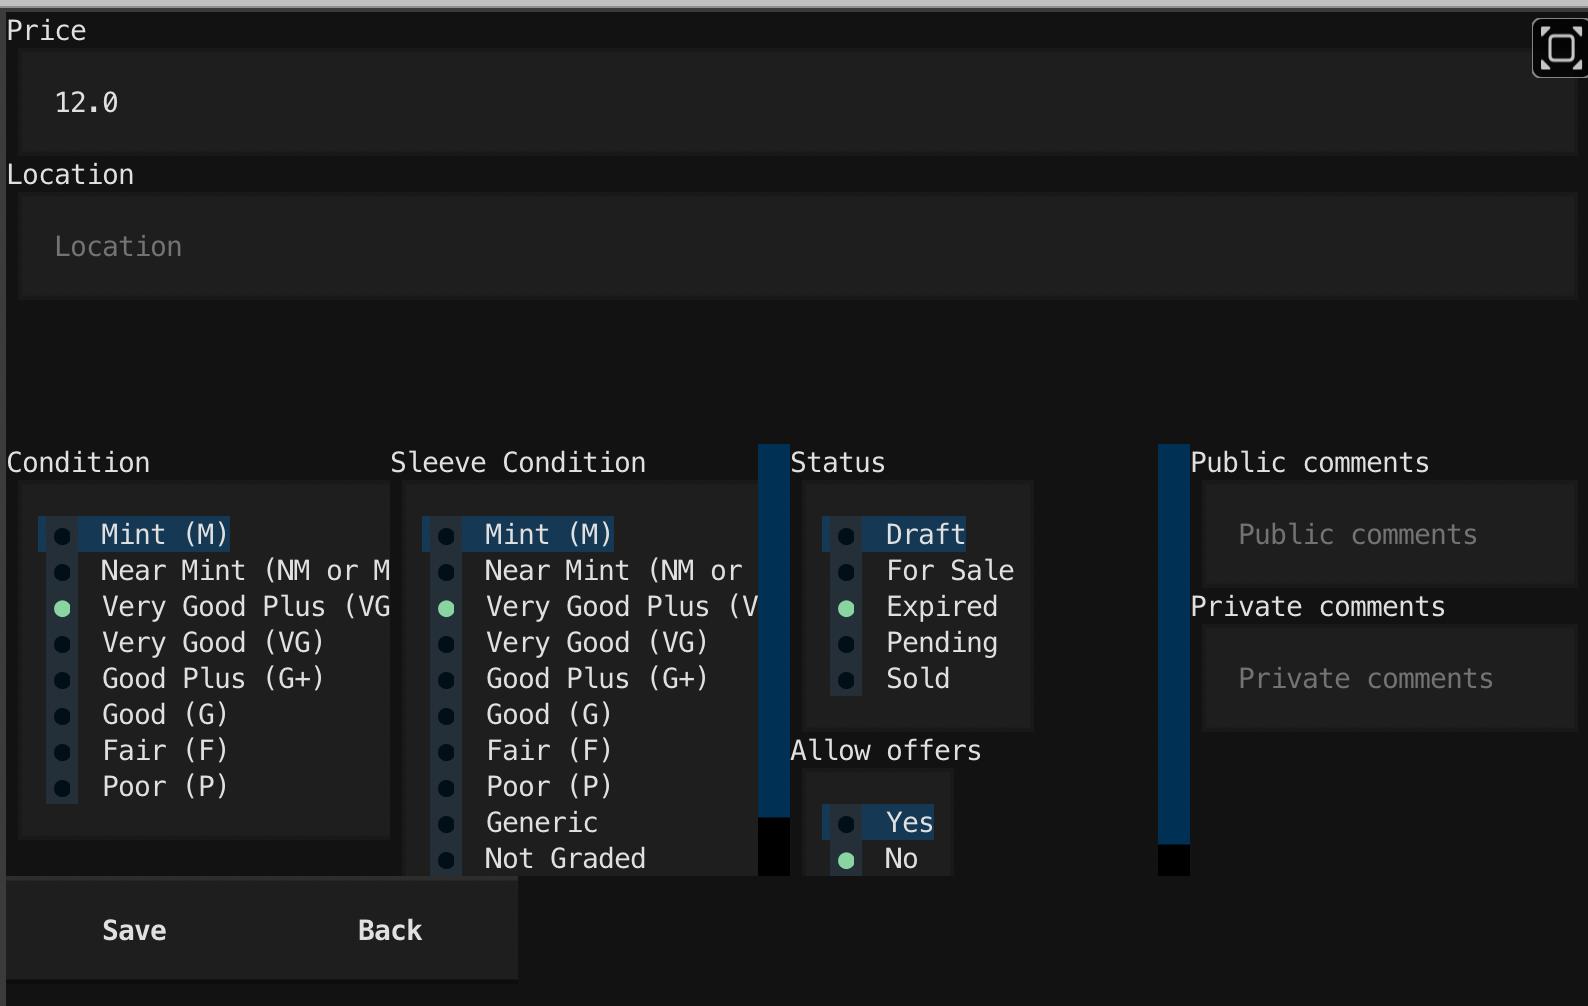 Price
12.0
Location
Location
Condition
Mint (M)
Near Mint (NM or M
Very Good Plus (VG
Very Good (VG)
Good Plus (G+)
Good (G)
Fair (F)
Poor (P)
Sleeve Condition
Mint (M)
Near Mint (NM or
Very Good Plus (V
Very Good (VG)
Good Plus (G+)
Good (G)
Fair (F)
Poor (P)
Generic
Not Graded
Status
Draft
For Sale
Expired
Pending
Sold
Allow offers
Yes
No
Public comments
Public comments
Private comments
Private comments
Save
Back